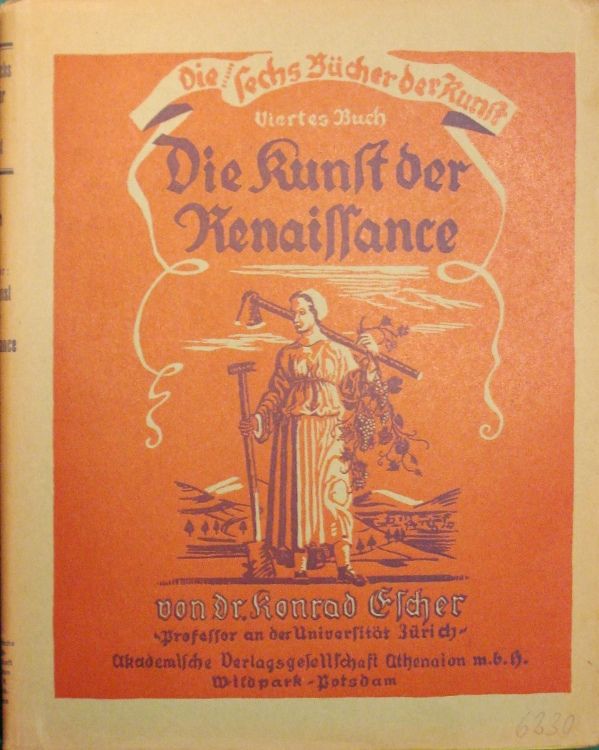 Die sechs Bücher der Kunst
Viertes Buch
Die Kunst der
Renaissance
von Dr. Konrad Escher
-Professor an der Universität Zürich-
Akademische Verlagsgesellschaft Athenaion m.b.H.
Wildpark-Potsdam
6230